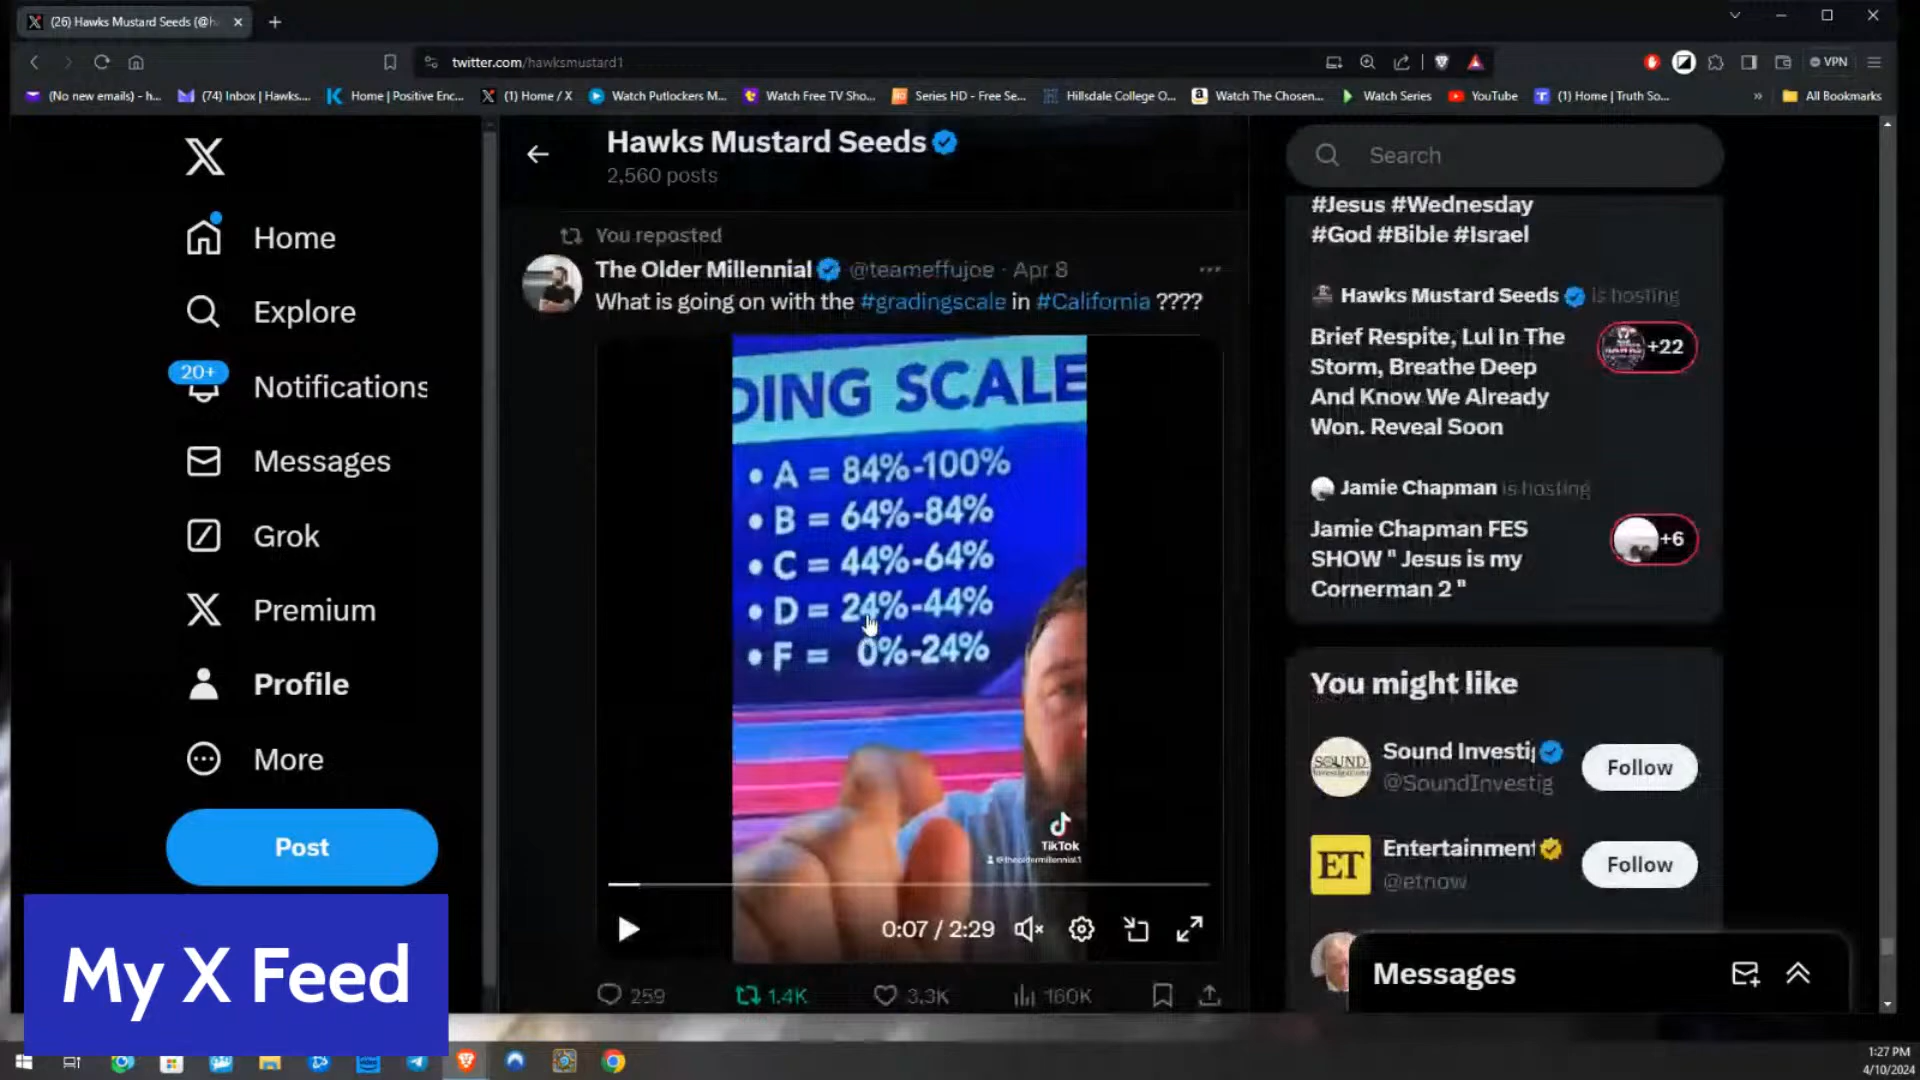 (26) Hawks Mustard Seeds (@h
twitter.com/hawksmustard1
VPN
(No new emails) - h...
(74) Inbox | Hawks....
Home | Positive Enc...
(1) Home / X
Watch Putlockers M...
Watch Free TV Sho...
Series HD - Free Se...
Hillsdale College O...
Watch The Chosen...
Watch Series
YouTube
(1) Home | Truth So...
»
All Bookmarks
Home
Explore
20+
Notifications
Messages
Grok
Premium
Profile
More
Post
My X Feed
Hawks Mustard Seeds
2,560 posts
You reposted
The Older Millennial @teameffujoe · Apr 8
What is going on with the #gradingscale in #California ????
DING SCALE
• A = 84%-100%
• B = 64%-84%
• C = 44%-64%
• D = 24%-44%
• F = 0%-24%
TikTok
@theoldermillennial.1
0:07 / 2:29
259
1.4K
3.3K
160K
Search
#Jesus #Wednesday
#God #Bible #Israel
Hawks Mustard Seeds is hosting
Brief Respite, Lul In The
Storm, Breathe Deep
And Know We Already
Won. Reveal Soon
+22
Jamie Chapman is hosting
Jamie Chapman FES
SHOW " Jesus is my
Cornerman 2 "
+6
You might like
SOUND
Sound Investi
@SoundInvestig
Follow
ET
Entertainment
@etnow
Follow
Messages
1:27 PM
4/10/2024